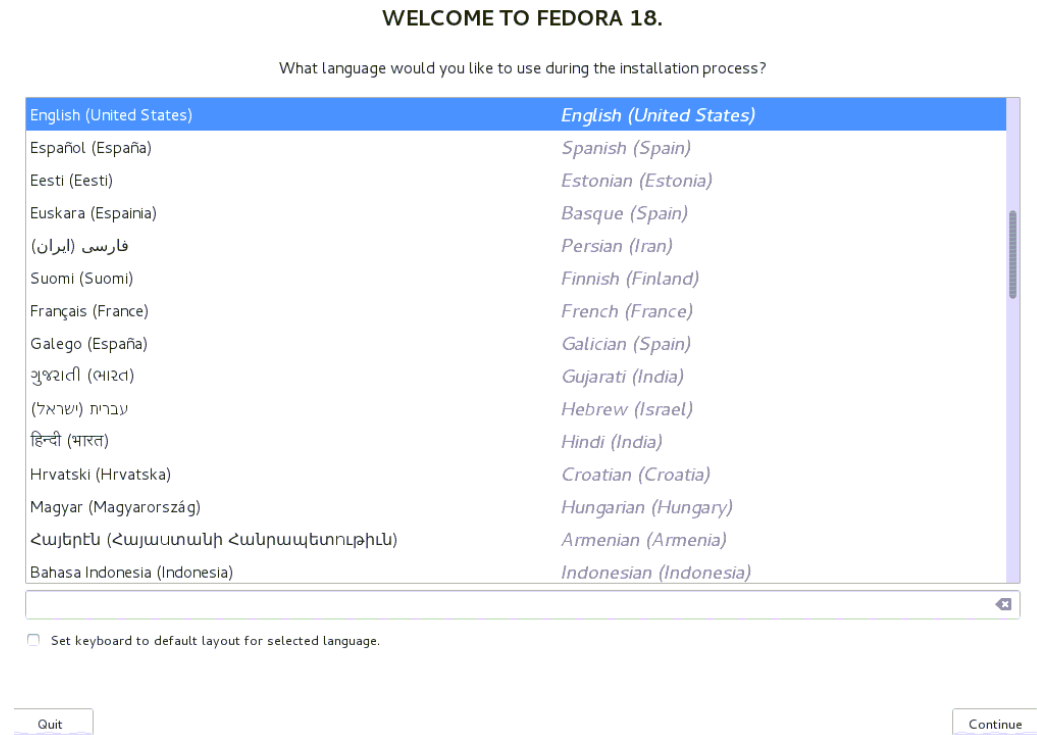 WELCOME TO FEDORA 18.
What language would you like to use during the installation process?
English (United States) English (United States)
Español (España) Spanish (Spain)
Eesti (Eesti) Estonian (Estonia)
Euskara (Espainia) Basque (Spain)
فارسی (ایران) Persian (Iran)
Suomi (Suomi) Finnish (Finland)
Français (France) French (France)
Galego (España) Galician (Spain)
ગુજરાતી (ભારત) Gujarati (India)
עברית (ישראל) Hebrew (Israel)
हिन्दी (भारत) Hindi (India)
Hrvatski (Hrvatska) Croatian (Croatia)
Magyar (Magyarország) Hungarian (Hungary)
Հայերէն (Հայաստանի Հանրապետութիւն) Armenian (Armenia)
Bahasa Indonesia (Indonesia) Indonesian (Indonesia)
Set keyboard to default layout for selected language.
Quit Continue